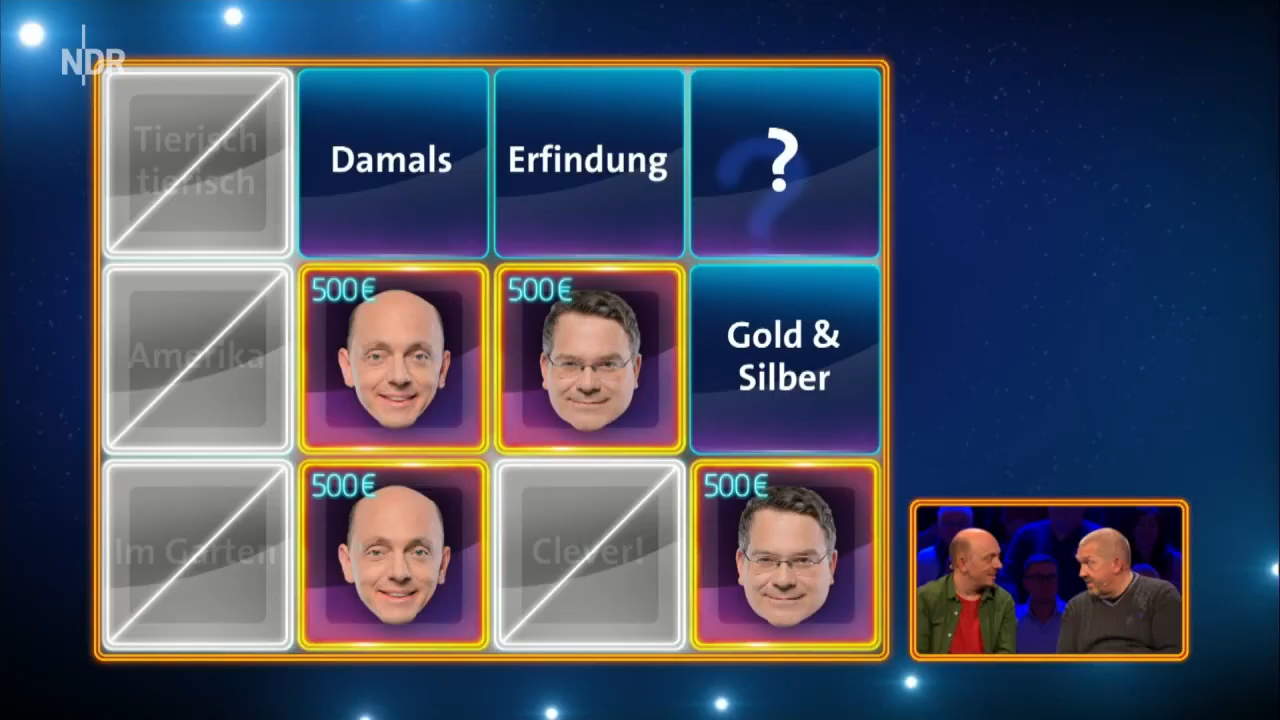 NDR
Tierisch
tierisch
Damals
Erfindung
?
Amerika
500€
500€
Gold &
Silber
Im Garten
500€
Clever!
500€